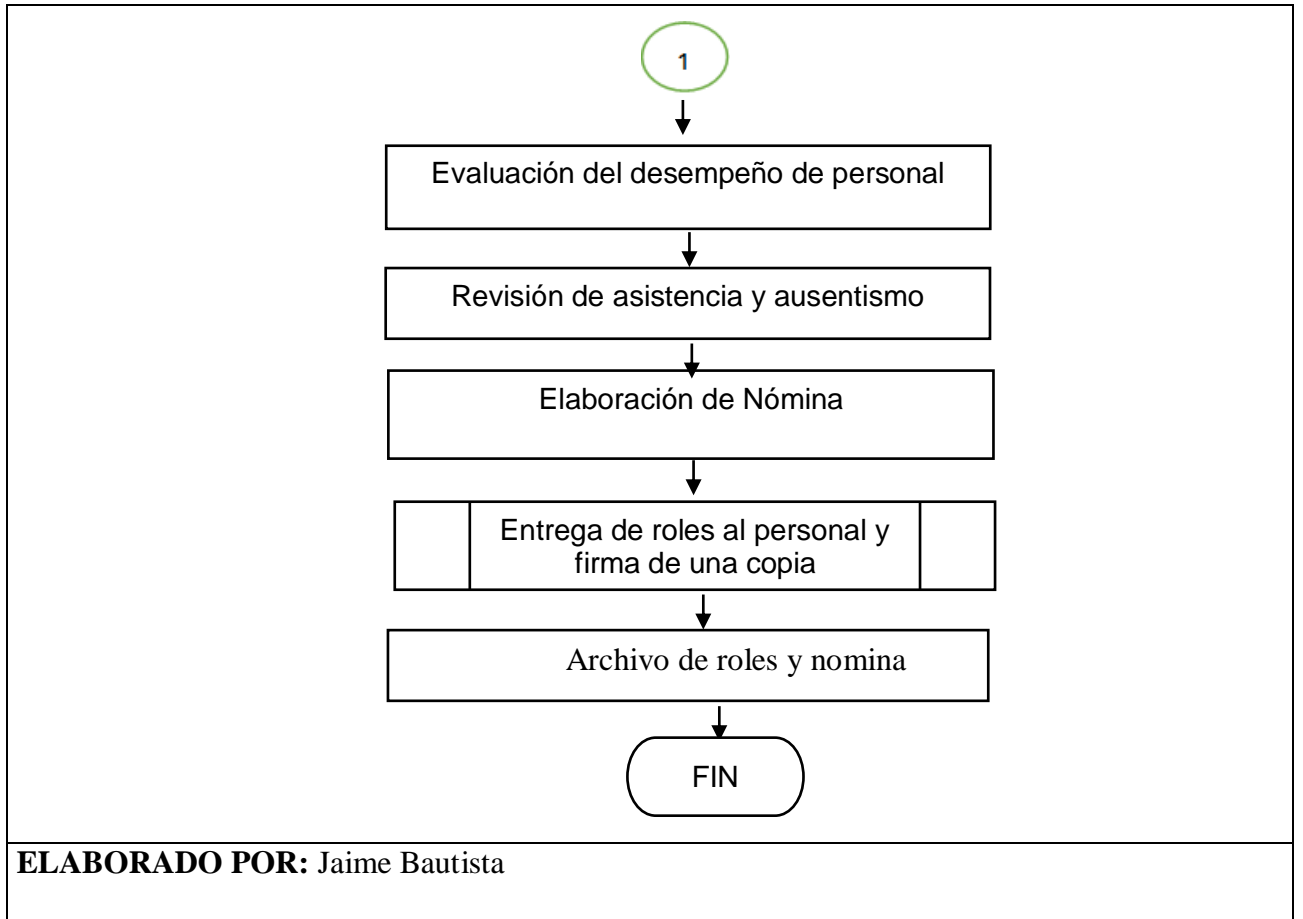 1
Evaluación del desempeño de personal
Revisión de asistencia y ausentismo
Elaboración de Nómina
Entrega de roles al personal y
firma de una copia
Archivo de roles y nomina
FIN
ELABORADO POR: Jaime Bautista